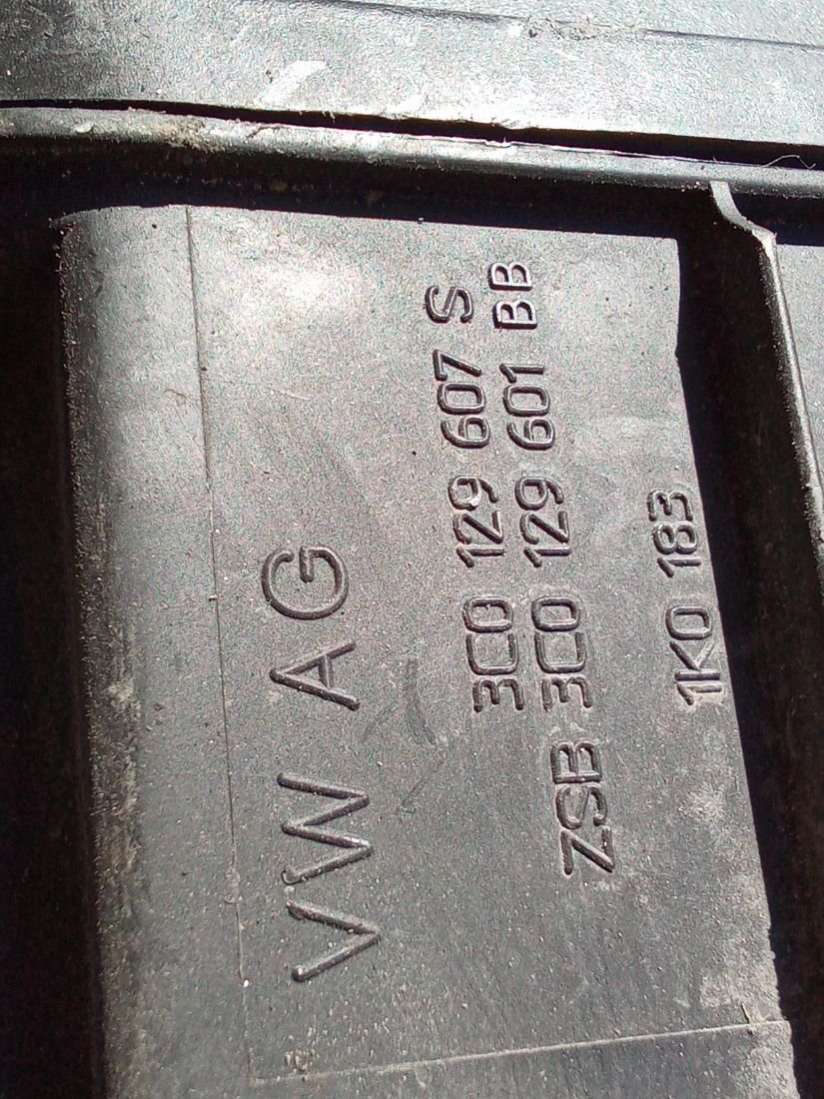 VW AG
3C0 129 607 S
ZSB 3C0 129 601 BB
1K0 183